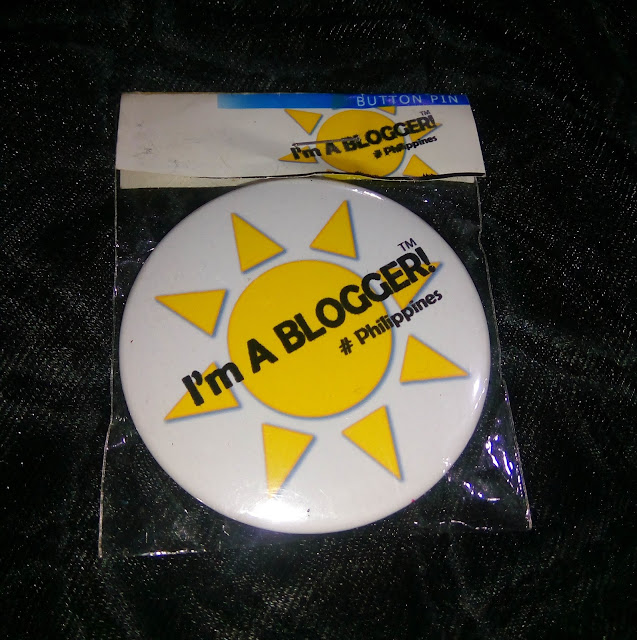 BUTTON PIN
I'm A BLOGGER!™
# Philippines
I'm A BLOGGER!™
# Philippines